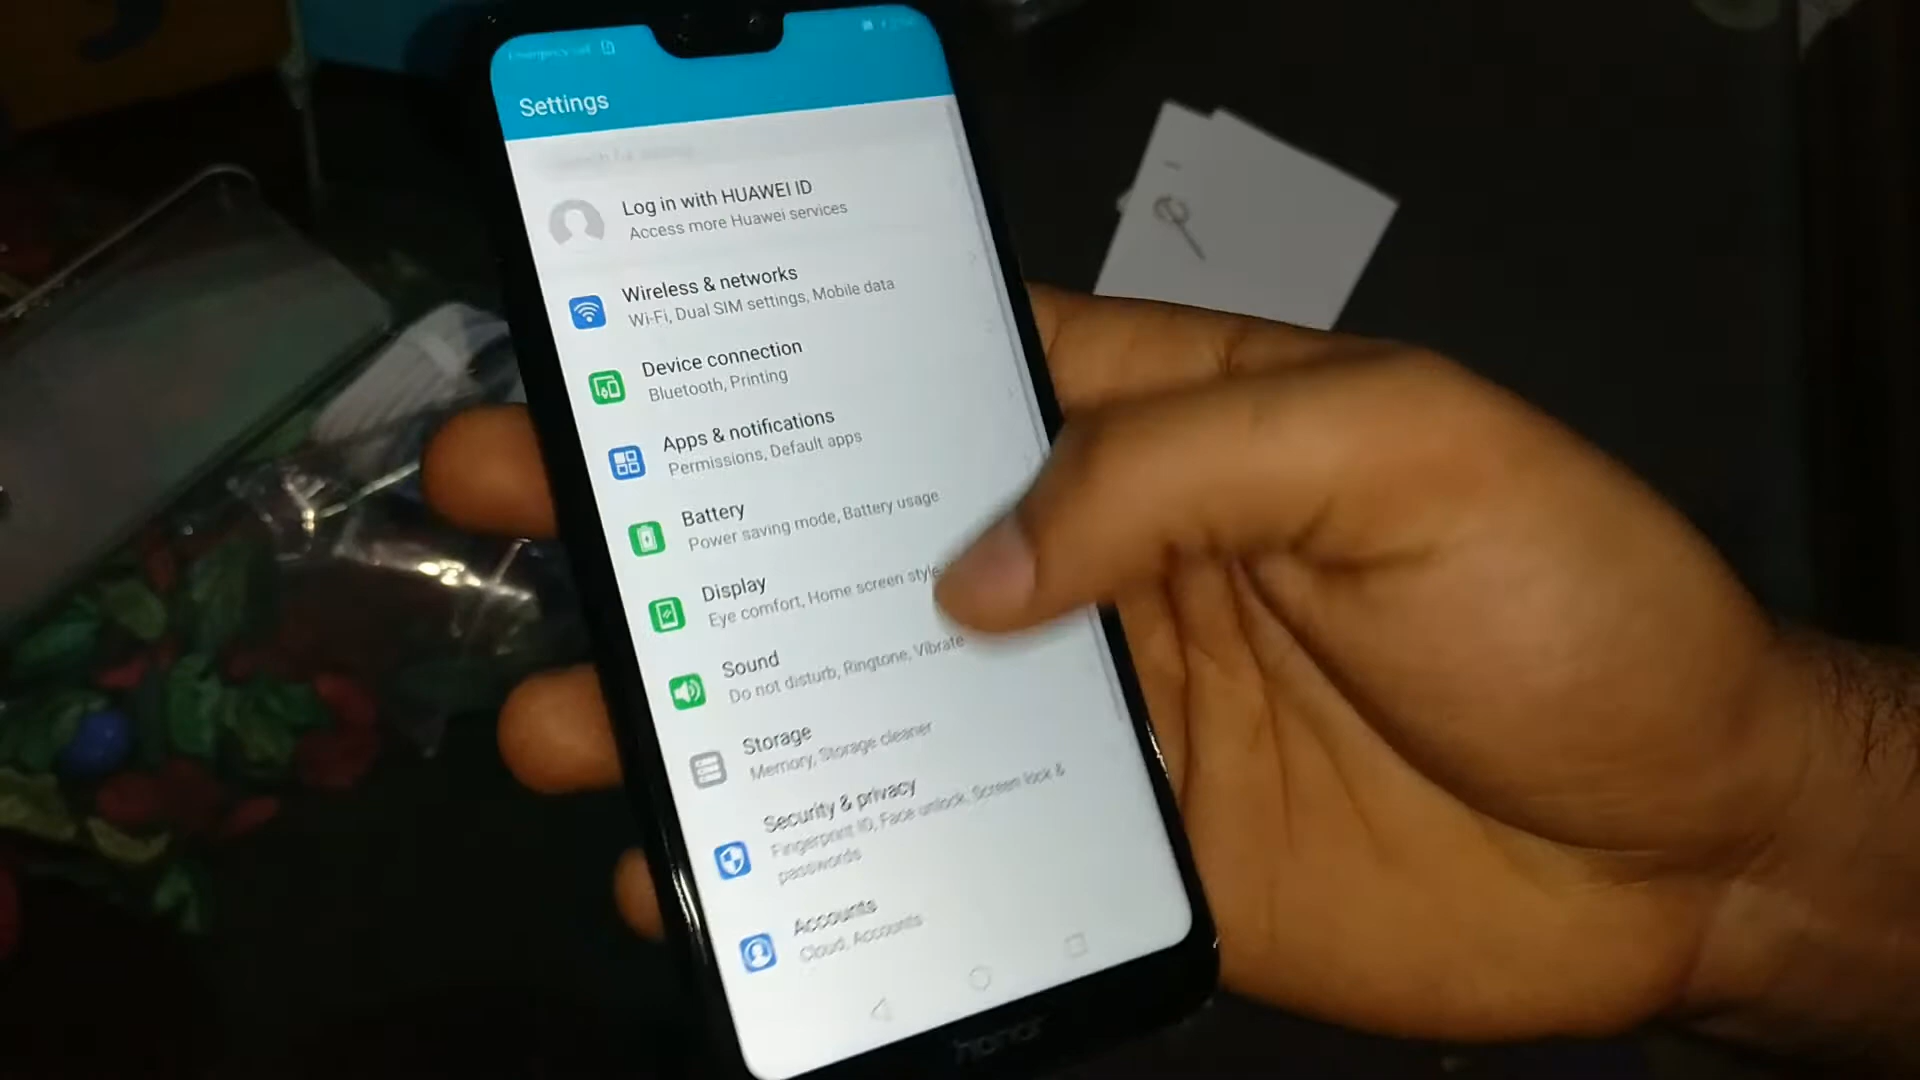 Settings
Log in with HUAWEI ID
Access more Huawei services
Wireless & networks
Wi-Fi, Dual SIM settings, Mobile data
Device connection
Bluetooth, Printing
Apps & notifications
Permissions, Default apps
Battery
Power saving mode, Battery usage
Display
Eye comfort, Home screen style
Sound
Do not disturb, Ringtone, Vibrate
Storage
Memory, Storage cleaner
Security & privacy
Fingerprint ID, Face unlock, Screen lock &
passwords
Accounts
Cloud, Accounts
honor